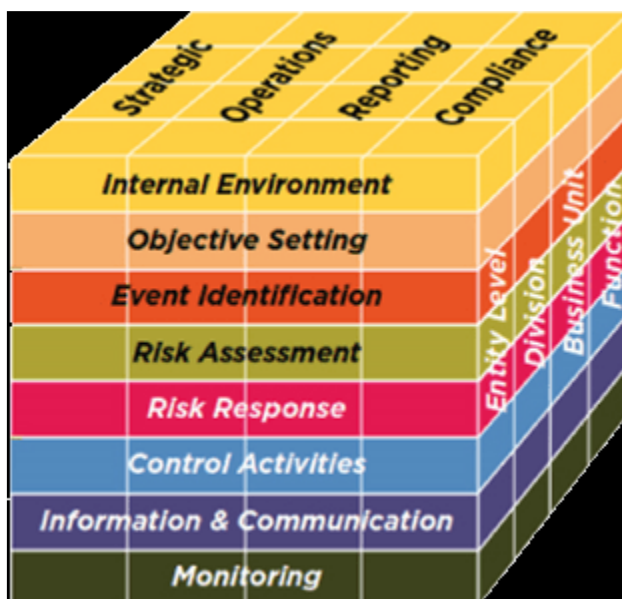 Strategic
Operations
Reporting
Compliance
Internal Environment
Objective Setting
Event Identification
Risk Assessment
Risk Response
Control Activities
Information & Communication
Monitoring
Entity Level
Division
Business Unit
Function